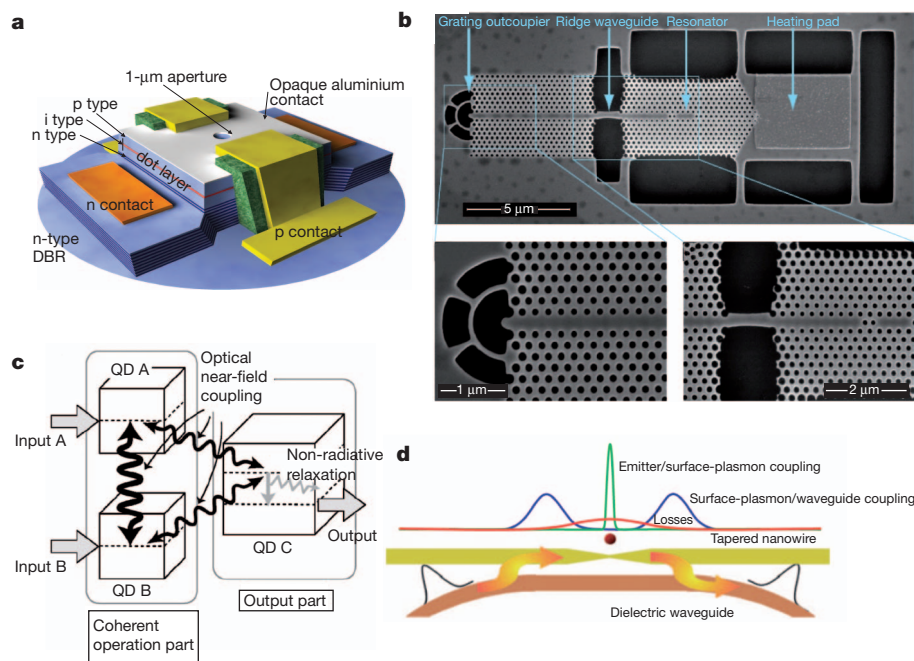 a
1-μm aperture
Opaque aluminium
contact
p type
i type
n type
dot layer
n contact
p contact
n-type
DBR
b
Grating outcoupier
Ridge waveguide
Resonator
Heating pad
5 μm
1 μm
2 μm
c
QD A
Optical
near-field
coupling
Input A
Non-radiative
relaxation
Input B
QD B
QD C
Output
Output part
Coherent
operation part
d
Emitter/surface-plasmon coupling
Surface-plasmon/waveguide coupling
Losses
Tapered nanowire
Dielectric waveguide